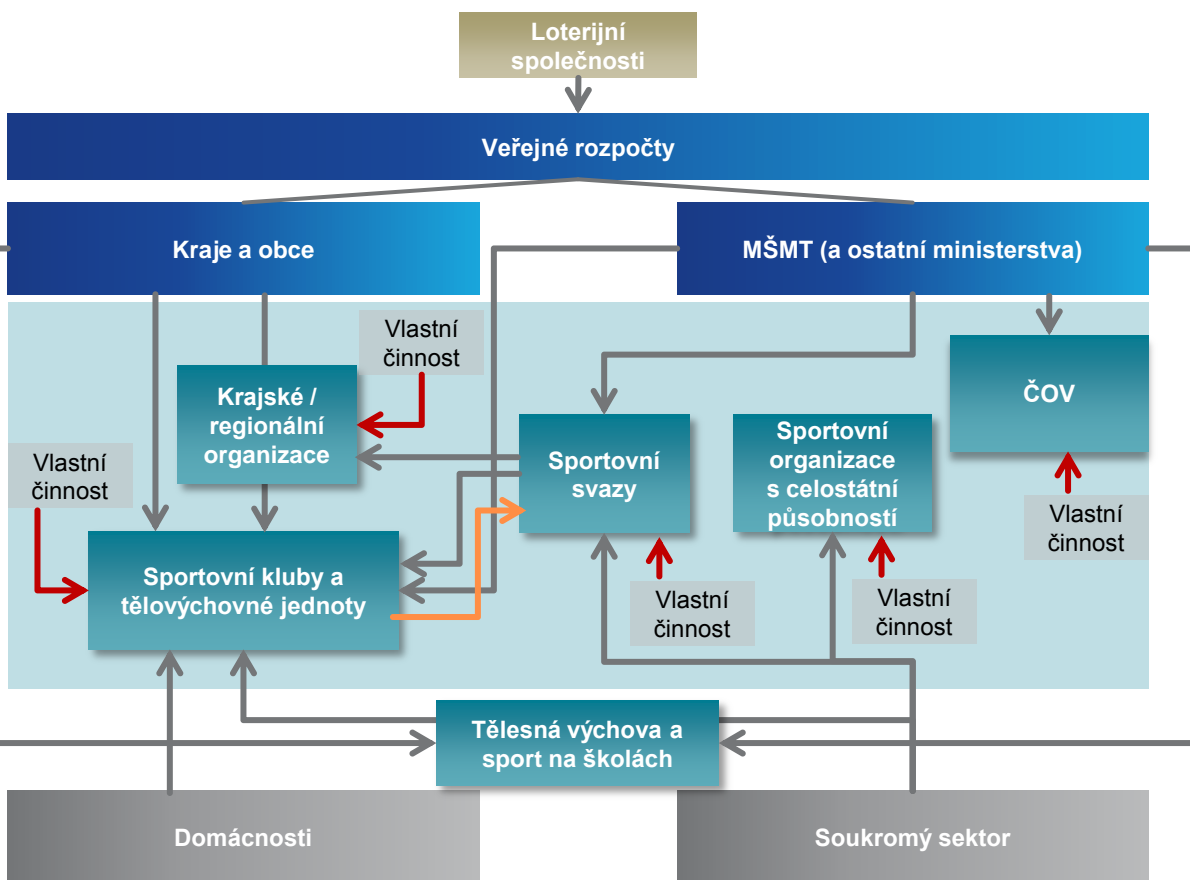 Loterijní
společnosti
Veřejné rozpočty
Kraje a obce
MŠMT (a ostatní ministerstva)
Vlastní
činnost
Krajské /
regionální
organizace
ČOV
Sportovní
svazy
Sportovní
organizace
s celostátní
působností
Vlastní
činnost
Vlastní
činnost
Sportovní kluby a
tělovýchovné jednoty
Vlastní
činnost
Vlastní
činnost
Tělesná výchova a
sport na školách
Domácnosti
Soukromý sektor